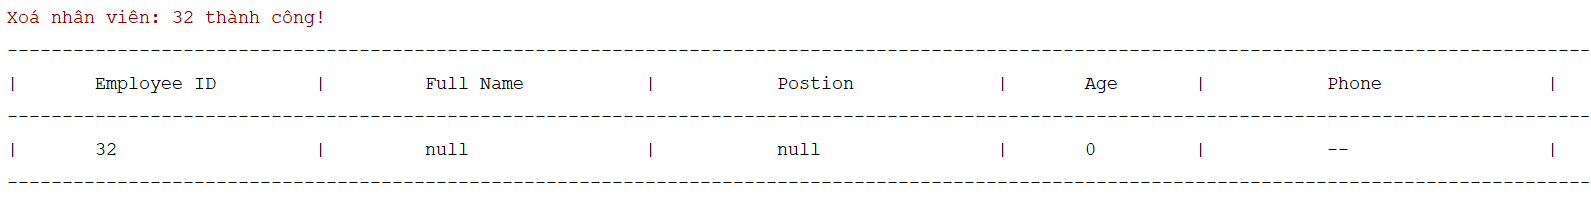 Xoá nhân viên: 32 thành công!
| Employee ID | Full Name | Postion | Age | Phone |
| 32 | null | null | 0 | -- |